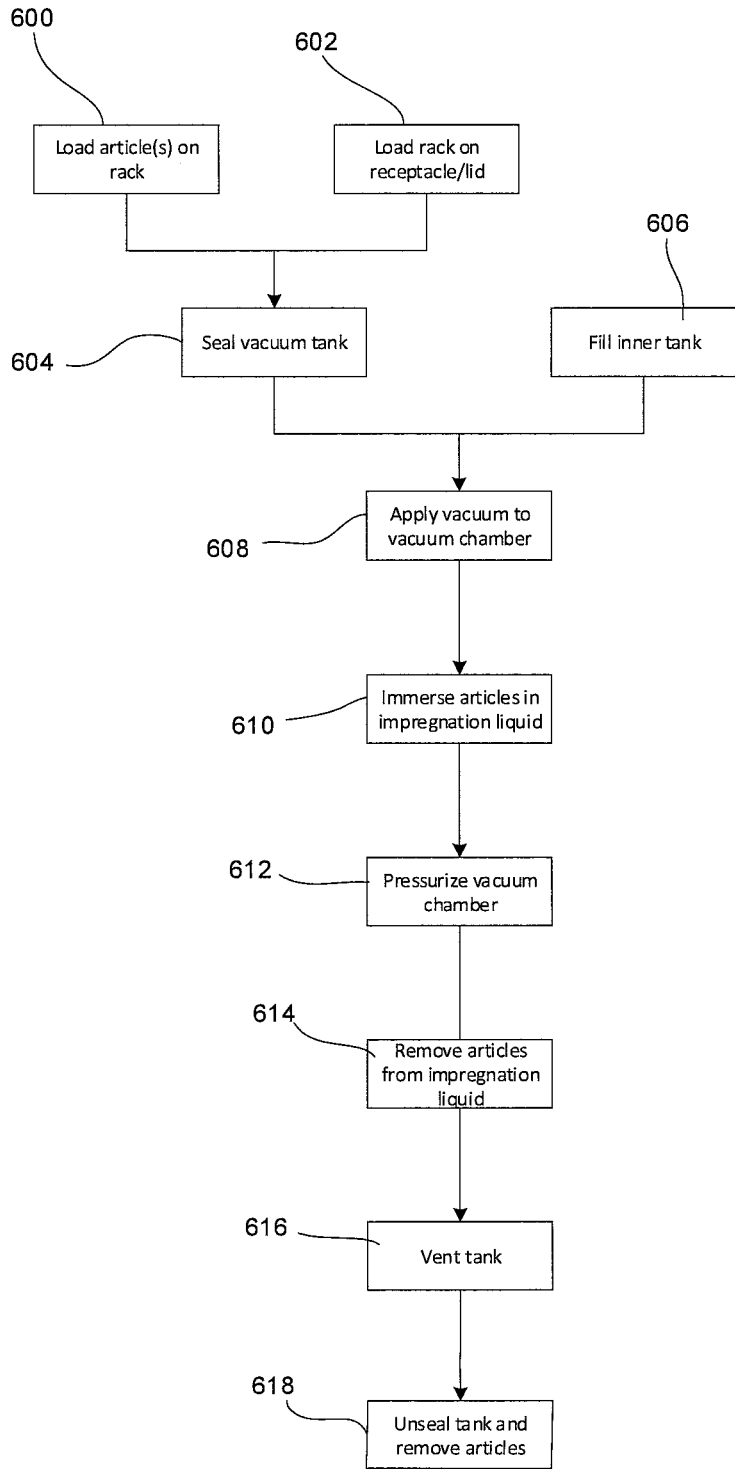 600
602
Load article(s) on
rack
Load rack on
receptacle/lid
606
604
Seal vacuum tank
Fill inner tank
608
Apply vacuum to
vacuum chamber
610
Immerse articles in
impregnation liquid
612
Pressurize vacuum
chamber
614
Remove articles
from impregnation
liquid
616
Vent tank
618
Unseal tank and
remove articles